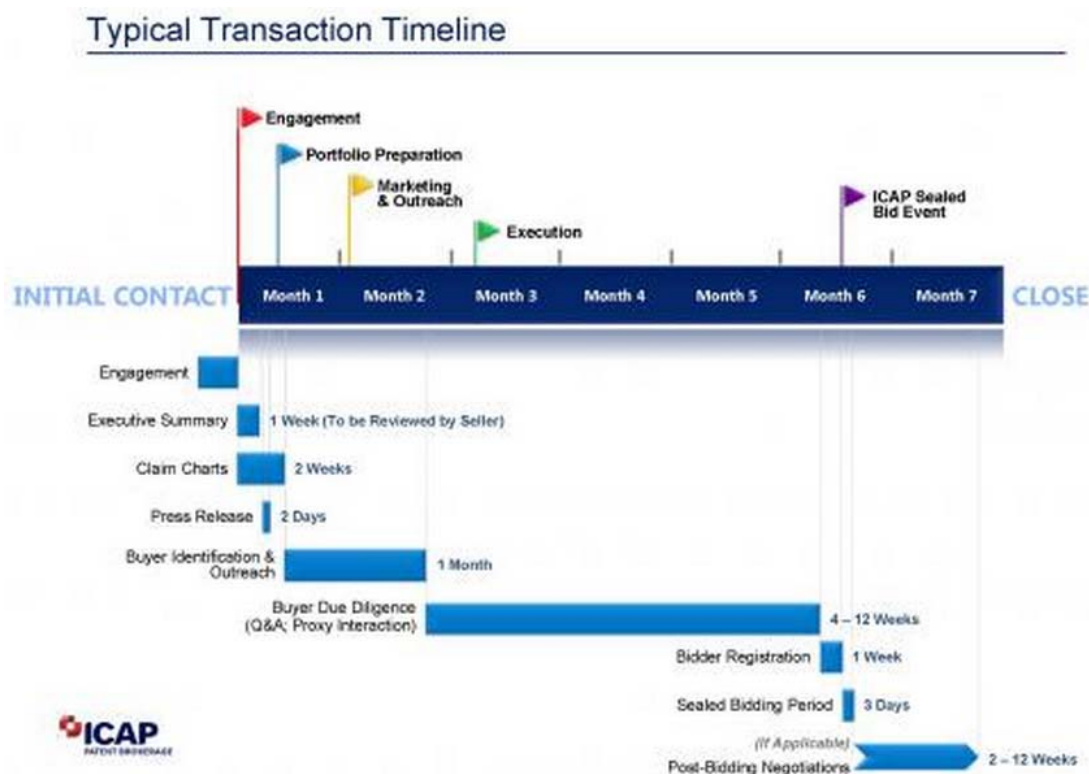 Typical Transaction Timeline
Engagement
Portfolio Preparation
Marketing
& Outreach
Execution
ICAP Sealed
Bid Event
INITIAL CONTACT
Month 1
Month 2
Month 3
Month 4
Month 5
Month 6
Month 7
CLOSE
Engagement
Executive Summary
1 Week (To be Reviewed by Seller)
Claim Charts
2 Weeks
Press Release
2 Days
Buyer Identification &
Outreach
1 Month
Buyer Due Diligence
(Q&A; Proxy Interaction)
4 – 12 Weeks
Bidder Registration
1 Week
Sealed Bidding Period
3 Days
(If Applicable)
Post-Bidding Negotiations
2 – 12 Weeks
ICAP
PATENT BROKERAGE